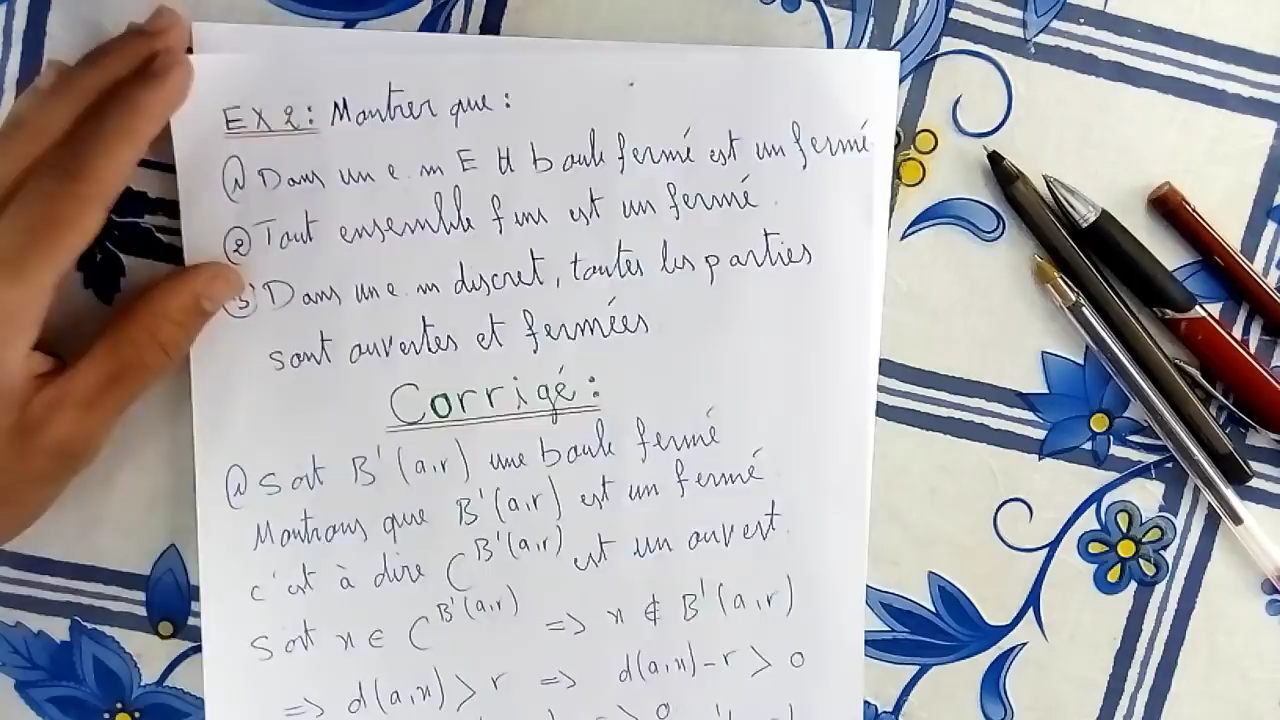 EX 2: Montrer que :
① Dans un e.m E ∀ boule fermé est un fermé
② Tout ensemble fini est un fermé.
③ Dans un e.m discret, toutes les parties
sont ouvertes et fermées
Corrigé :
① Soit B'(a,r) une boule fermé
Montrons que B'(a,r) est un fermé
c'est à dire C^B'(a,r) est un ouvert.
Soit x ∈ C^B'(a,r) => x ∉ B'(a,r)
=> d(a,x) > r => d(a,x) - r > 0